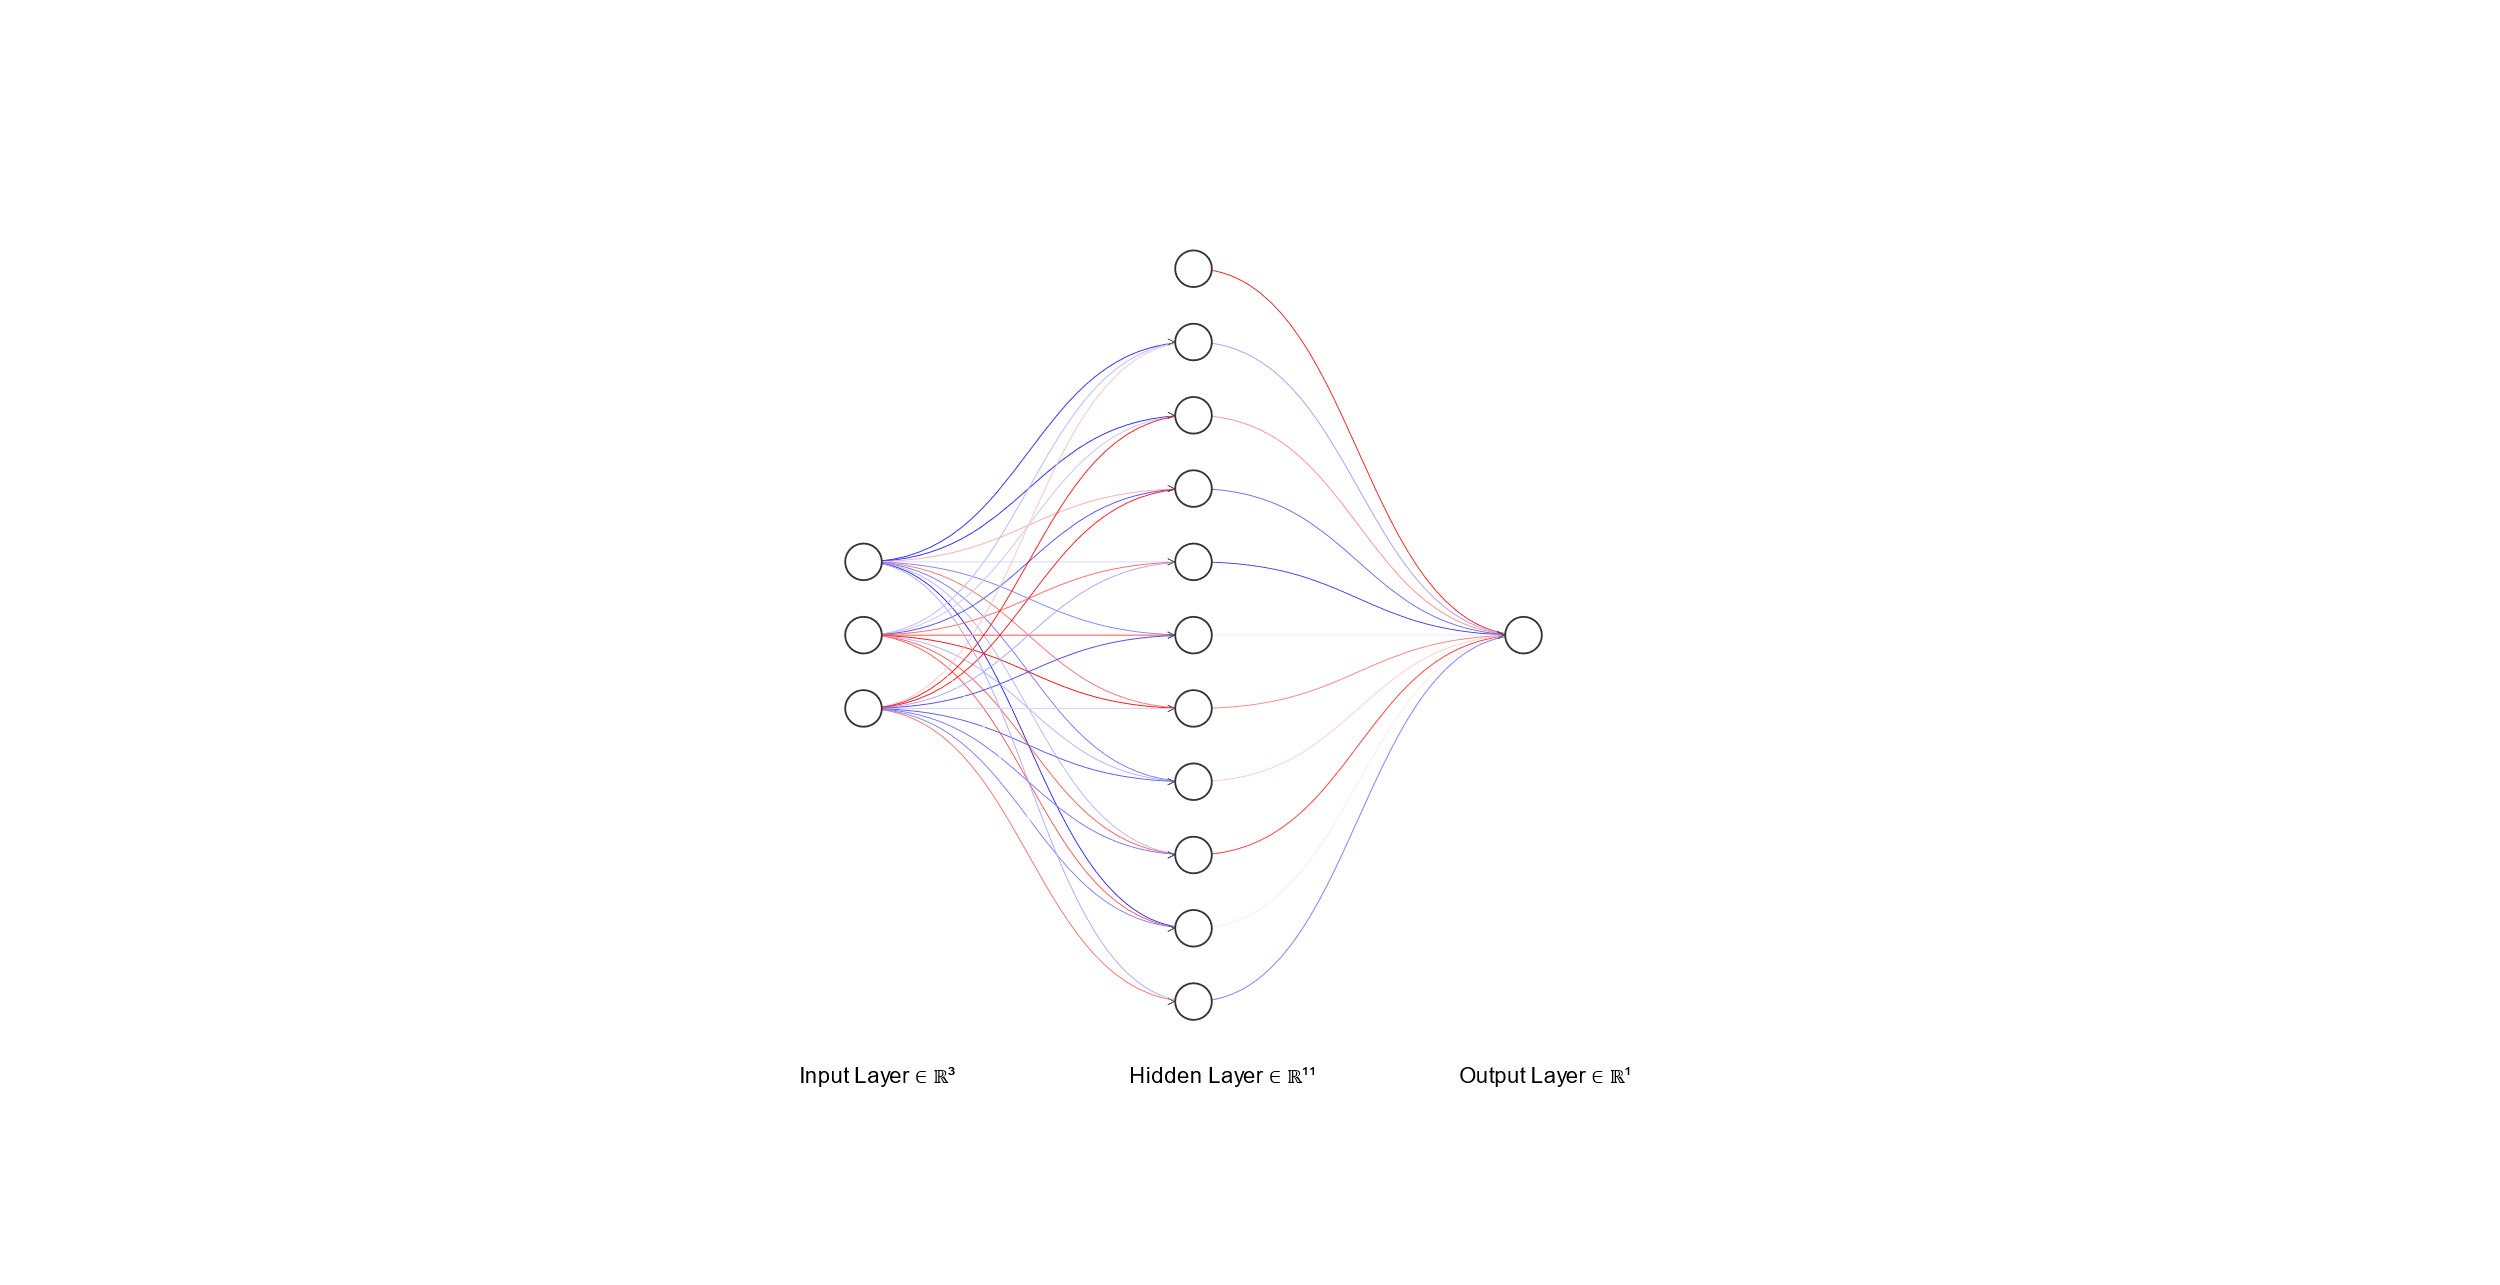 Input Layer ∈ ℝ³
Hidden Layer ∈ ℝ¹¹
Output Layer ∈ ℝ¹